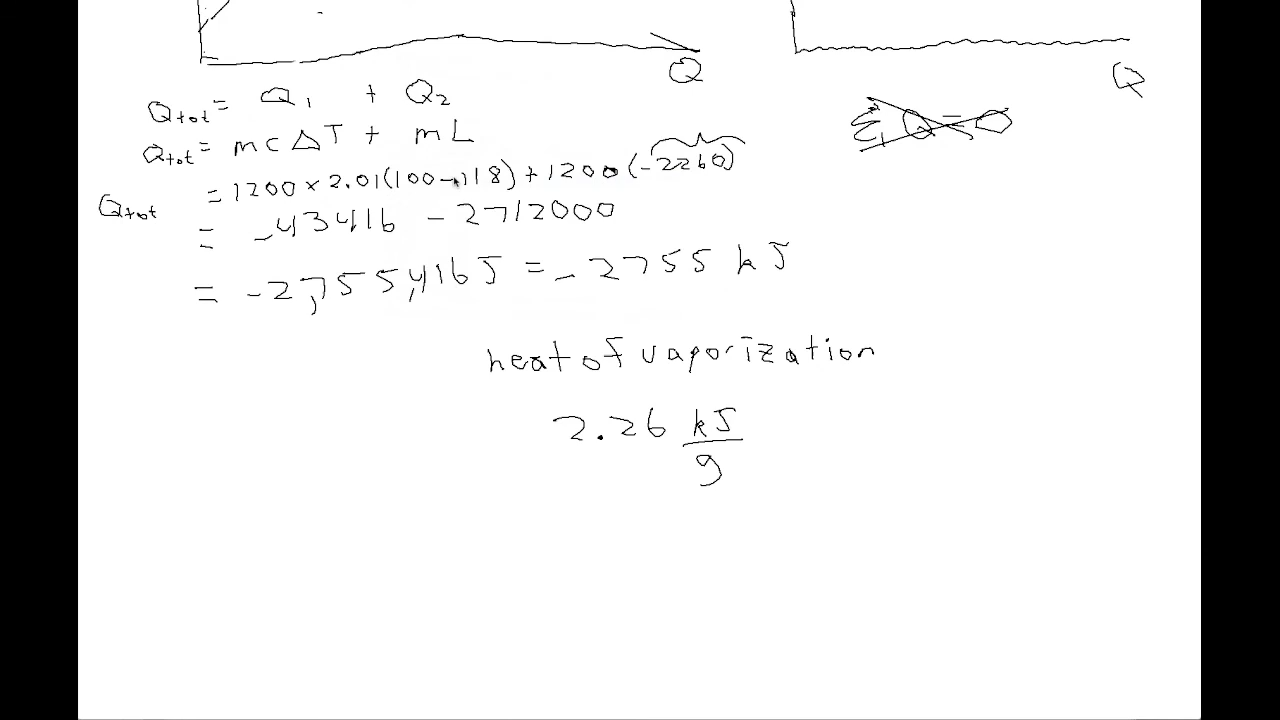 Q Q
Qtot = Q1 + Q2
Qtot = mcΔT + mL
= 1200 × 2.01(100-118) + 1200(-2260)
Qtot
= -43416 - 2712000
= -2,755,416J = -2755 kJ
heat of vaporization
2.26 kJ
g